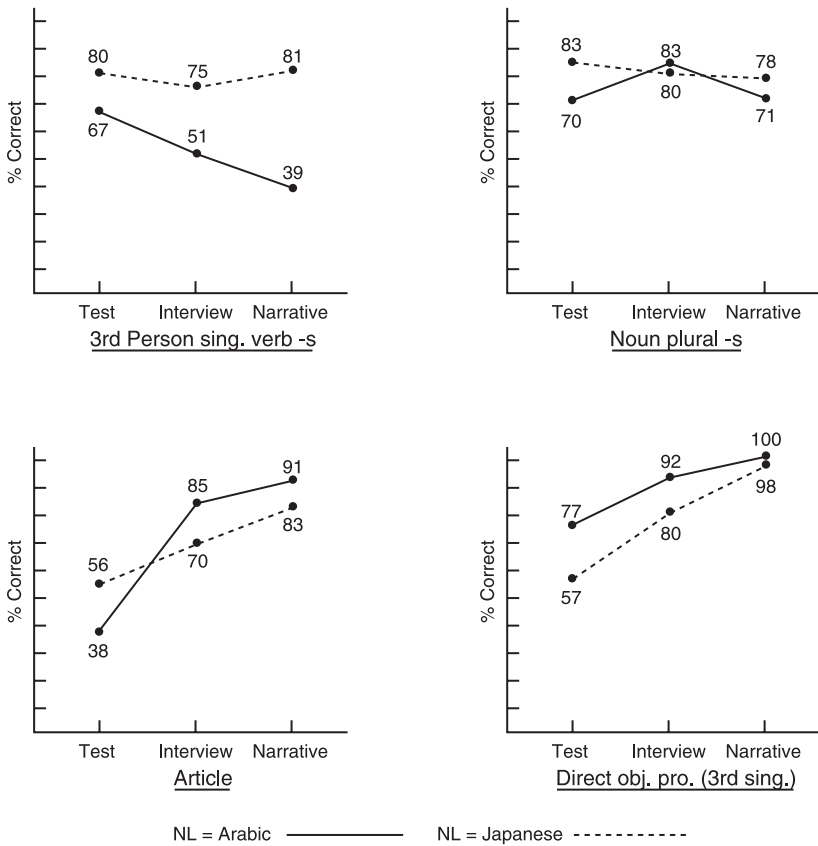 80 75 81
67 51 39
% Correct
Test Interview Narrative
3rd Person sing. verb -s
83 83 78
70 80 71
% Correct
Test Interview Narrative
Noun plural -s
56 85 91
38 70 83
% Correct
Test Interview Narrative
Article
77 92 100
57 80 98
% Correct
Test Interview Narrative
Direct obj. pro. (3rd sing.)
NL = Arabic NL = Japanese